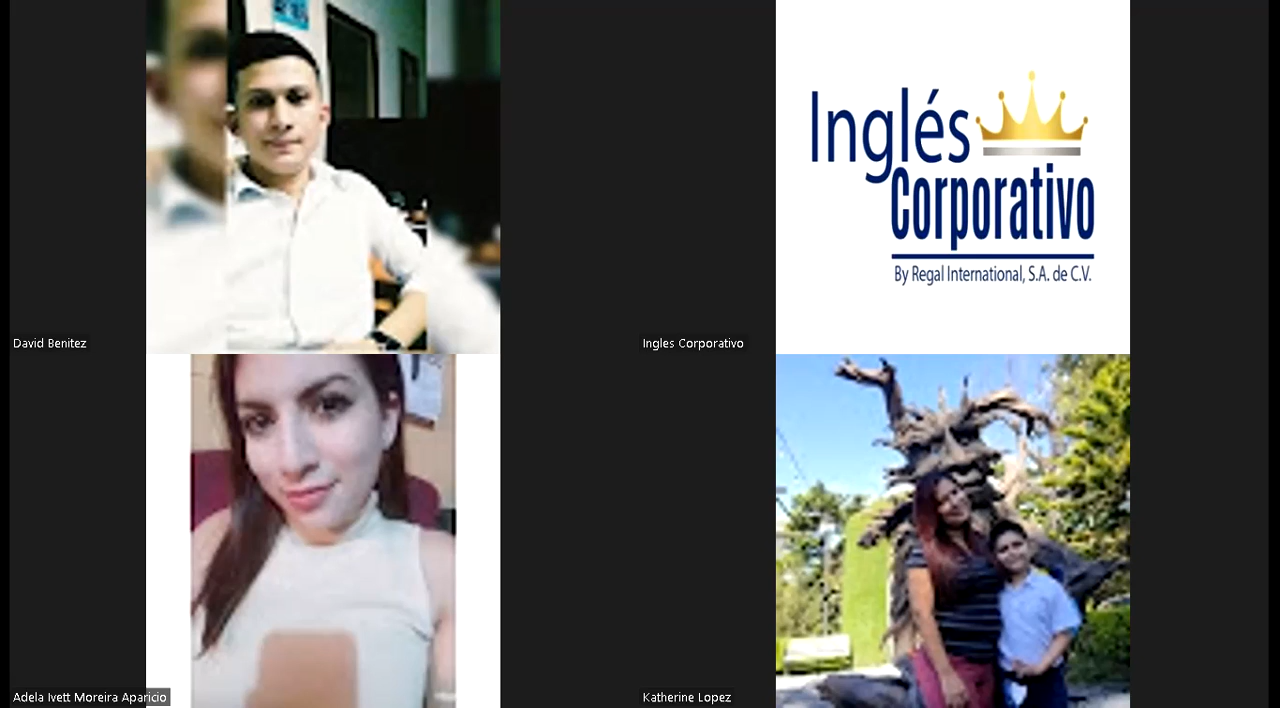 Inglés
Corporativo
By Regal International, S.A. de C.V.
David Benitez
Ingles Corporativo
Adela Ivett Moreira Aparicio
Katherine Lopez